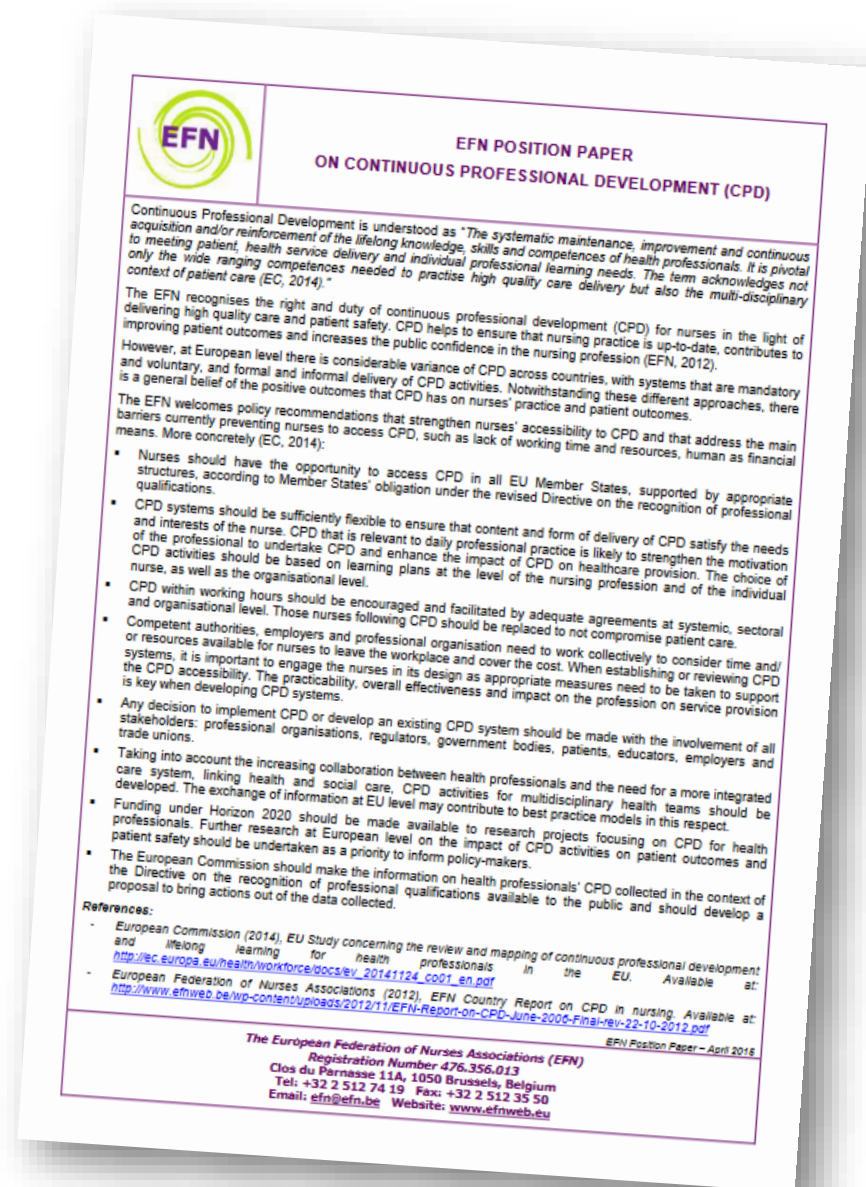 EFN
EFN POSITION PAPER
ON CONTINUOUS PROFESSIONAL DEVELOPMENT (CPD)
Continuous Professional Development is understood as "The systematic maintenance, improvement and continuous
acquisition and/or reinforcement of the lifelong knowledge, skills and competences of health professionals. It is pivotal
to meeting patient, health service delivery and individual professional learning needs. The term acknowledges not
only the wide ranging competences needed to practise high quality care delivery but also the multi-disciplinary
context of patient care (EC, 2014)."
The EFN recognises the right and duty of continuous professional development (CPD) for nurses in the light of
delivering high quality care and patient safety. CPD helps to ensure that nursing practice is up-to-date, contributes to
improving patient outcomes and increases the public confidence in the nursing profession (EFN, 2012).
However, at European level there is considerable variance of CPD across countries, with systems that are mandatory
and voluntary, and formal and informal delivery of CPD activities. Notwithstanding these different approaches, there
is a general belief of the positive outcomes that CPD has on nurses' practice and patient outcomes.
The EFN welcomes policy recommendations that strengthen nurses' accessibility to CPD and that address the main
barriers currently preventing nurses to access CPD, such as lack of working time and resources, human as financial
means. More concretely (EC, 2014):
▪ Nurses should have the opportunity to access CPD in all EU Member States, supported by appropriate
structures, according to Member States' obligation under the revised Directive on the recognition of professional
qualifications.
▪ CPD systems should be sufficiently flexible to ensure that content and form of delivery of CPD satisfy the needs
and interests of the nurse. CPD that is relevant to daily professional practice is likely to strengthen the motivation
of the professional to undertake CPD and enhance the impact of CPD on healthcare provision. The choice of
CPD activities should be based on learning plans at the level of the nursing profession and of the individual
nurse, as well as the organisational level.
▪ CPD within working hours should be encouraged and facilitated by adequate agreements at systemic, sectoral
and organisational level. Those nurses following CPD should be replaced to not compromise patient care.
▪ Competent authorities, employers and professional organisation need to work collectively to consider time and/
or resources available for nurses to leave the workplace and cover the cost. When establishing or reviewing CPD
systems, it is important to engage the nurses in its design as appropriate measures need to be taken to support
the CPD accessibility. The practicability, overall effectiveness and impact on the profession on service provision
is key when developing CPD systems.
▪ Any decision to implement CPD or develop an existing CPD system should be made with the involvement of all
stakeholders: professional organisations, regulators, government bodies, patients, educators, employers and
trade unions.
▪ Taking into account the increasing collaboration between health professionals and the need for a more integrated
care system, linking health and social care, CPD activities for multidisciplinary health teams should be
developed. The exchange of information at EU level may contribute to best practice models in this respect.
▪ Funding under Horizon 2020 should be made available to research projects focusing on CPD for health
professionals. Further research at European level on the impact of CPD activities on patient outcomes and
patient safety should be undertaken as a priority to inform policy-makers.
▪ The European Commission should make the information on health professionals' CPD collected in the context of
the Directive on the recognition of professional qualifications available to the public and should develop a
proposal to bring actions out of the data collected.
References:
- European Commission (2014), EU Study concerning the review and mapping of continuous professional development
and lifelong learning for health professionals in the EU. Available at:
http://ec.europa.eu/health/workforce/docs/ev_20141124_co01_en.pdf
- European Federation of Nurses Associations (2012), EFN Country Report on CPD in nursing. Available at:
http://www.efnweb.be/wp-content/uploads/2012/11/EFN-Report-on-CPD-June-2006-Final-rev-22-10-2012.pdf
EFN Position Paper – April 2015
The European Federation of Nurses Associations (EFN)
Registration Number 476.356.013
Clos du Parnasse 11A, 1050 Brussels, Belgium
Tel: +32 2 512 74 19 Fax: +32 2 512 35 50
Email: efn@efn.be Website: www.efnweb.eu